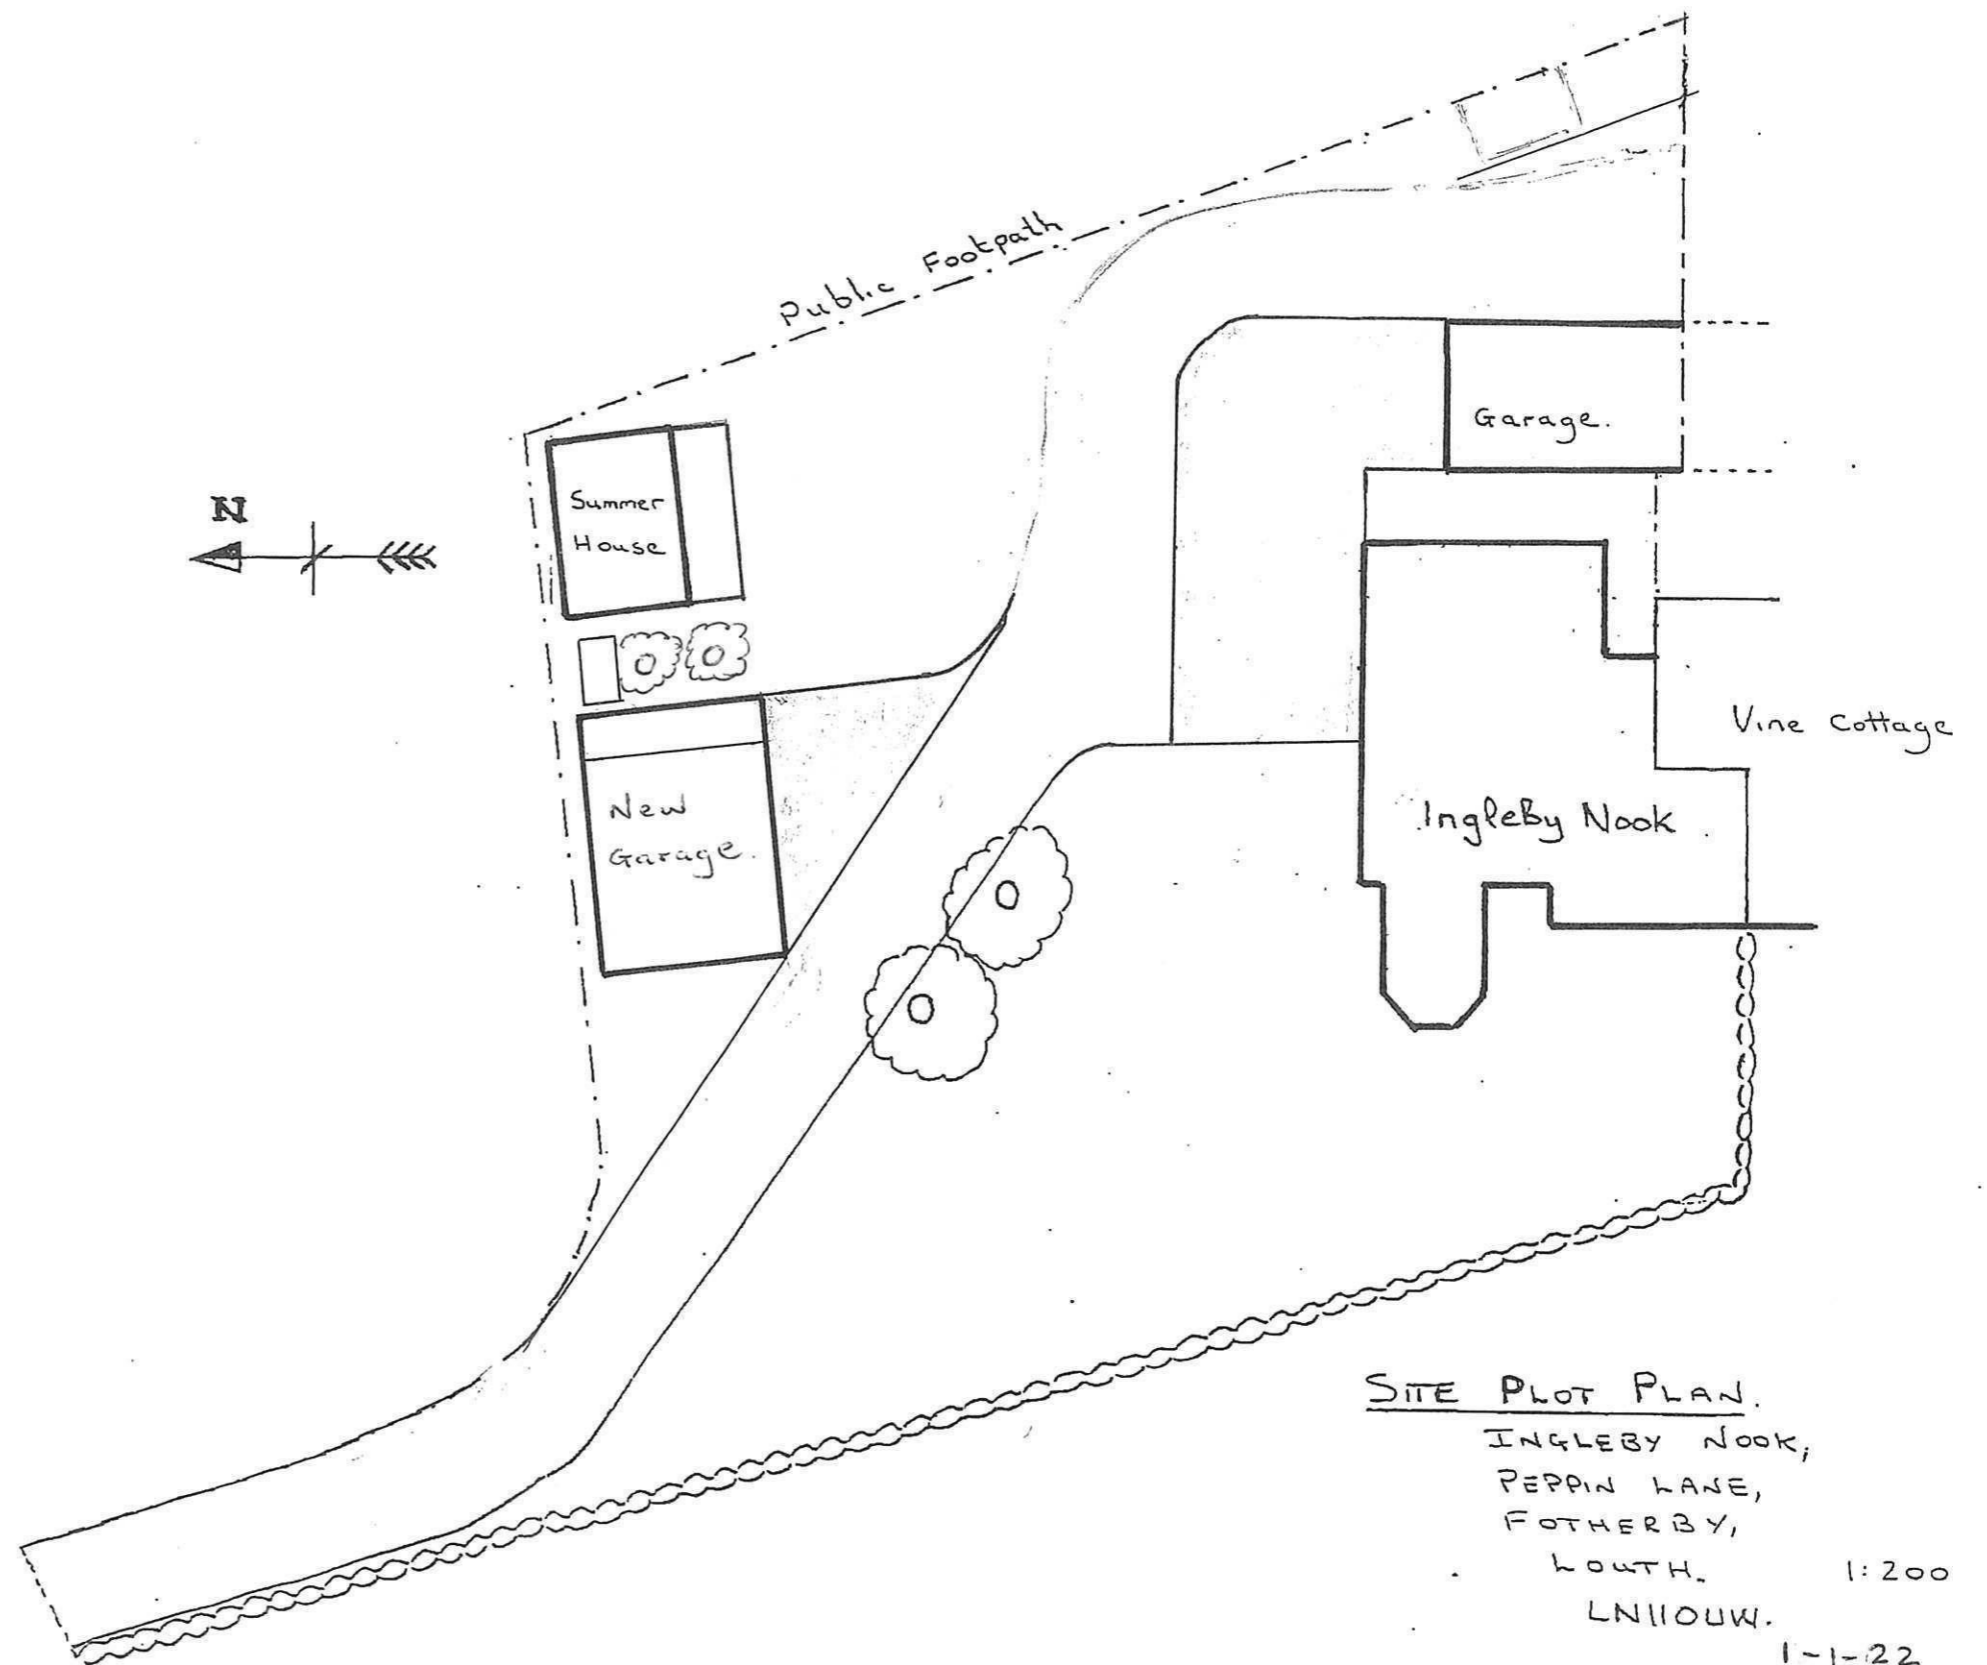 Public Footpath
Garage.
N
Summer
House
Vine Cottage
New
Garage.
IngleBy Nook
SITE PLOT PLAN.
INGLEBY NOOK,
PEPPIN LANE,
FOTHERBY,
LOUTH.
1:200
LN110UW.
1-1-22